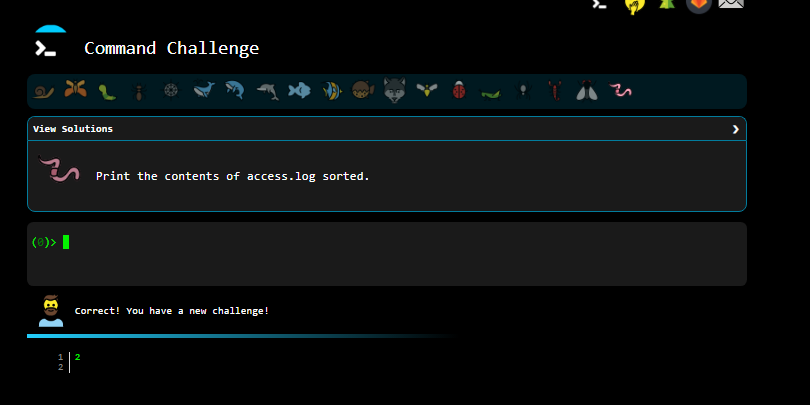 Command Challenge
View Solutions
Print the contents of access.log sorted.
(0)>
Correct! You have a new challenge!
1 2
2